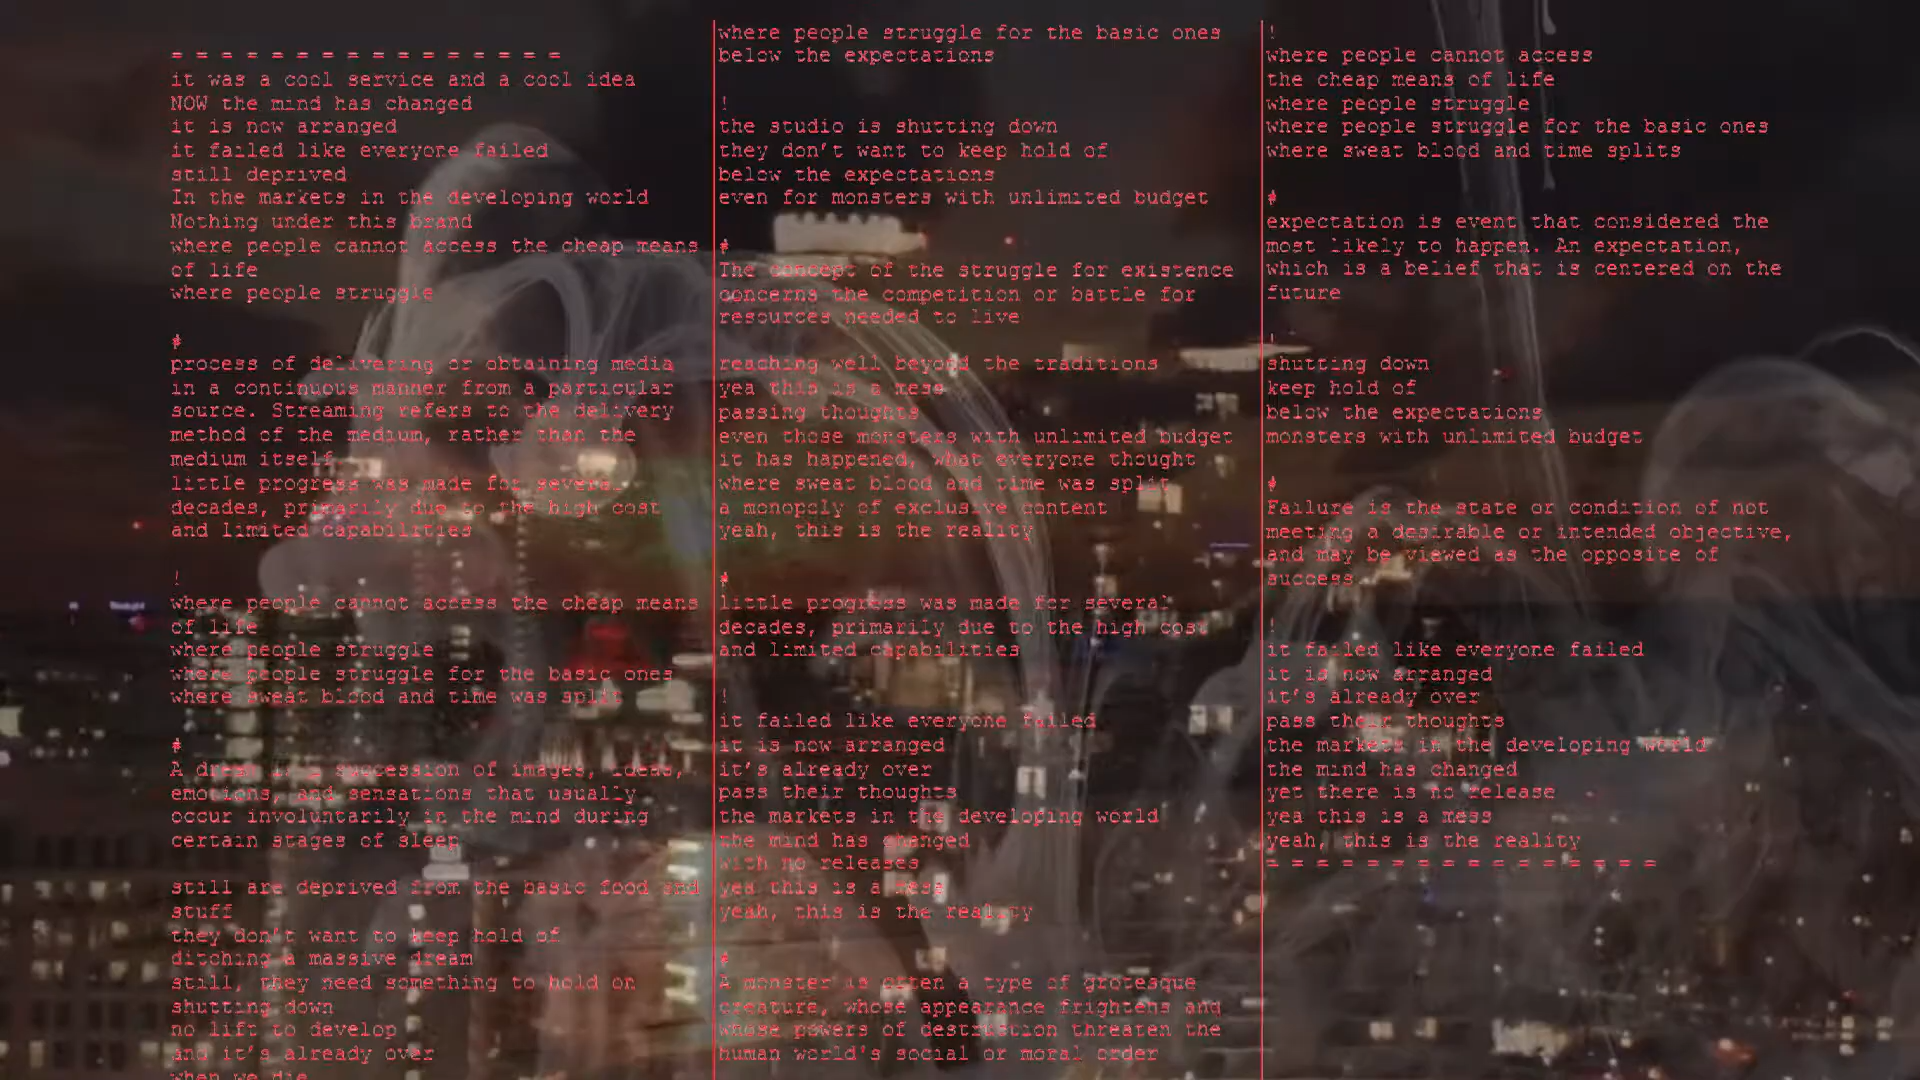 = = = = = = = = = = = = = = = =
it was a cool service and a cool idea
NOW the mind has changed
it is now arranged
it failed like everyone failed
still deprived
In the markets in the developing world
Nothing under this brand
where people cannot access the cheap means
of life
where people struggle
#
process of delivering or obtaining media
in a continuous manner from a particular
source. Streaming refers to the delivery
method of the medium, rather than the
medium itself
little progress was made for several
decades, primarily due to the high cost
and limited capabilities
!
where people cannot access the cheap means
of life
where people struggle
where people struggle for the basic ones
where sweat blood and time was split
#
A dream is a succession of images, ideas,
emotions, and sensations that usually
occur involuntarily in the mind during
certain stages of sleep
still are deprived from the basic food and
stuff
they don't want to keep hold of
ditching a massive dream
still, they need something to hold on
shutting down
no lift to develop
and it's already over
when we die
where people struggle for the basic ones
below the expectations
!
the studio is shutting down
they don't want to keep hold of
below the expectations
even for monsters with unlimited budget
#
The concept of the struggle for existence
concerns the competition or battle for
resources needed to live
reaching well beyond the traditions
yea this is a mess
passing thoughts
even those monsters with unlimited budget
it has happened, what everyone thought
where sweat blood and time was split
a monopoly of exclusive content
yeah, this is the reality
#
little progress was made for several
decades, primarily due to the high cost
and limited capabilities
!
it failed like everyone failed
it is now arranged
it's already over
pass their thoughts
the markets in the developing world
the mind has changed
with no releases
yea this is a mess
yeah, this is the reality
#
A monster is often a type of grotesque
creature, whose appearance frightens and
whose powers of destruction threaten the
human world's social or moral order
!
where people cannot access
the cheap means of life
where people struggle
where people struggle for the basic ones
where sweat blood and time splits
#
expectation is event that considered the
most likely to happen. An expectation,
which is a belief that is centered on the
future
!
shutting down
keep hold of
below the expectations
monsters with unlimited budget
#
Failure is the state or condition of not
meeting a desirable or intended objective,
and may be viewed as the opposite of
success.
!
it failed like everyone failed
it is now arranged
it's already over
pass their thoughts
the markets in the developing world
the mind has changed
yet there is no release
yea this is a mess
yeah, this is the reality
= = = = = = = = = = = = = = = =